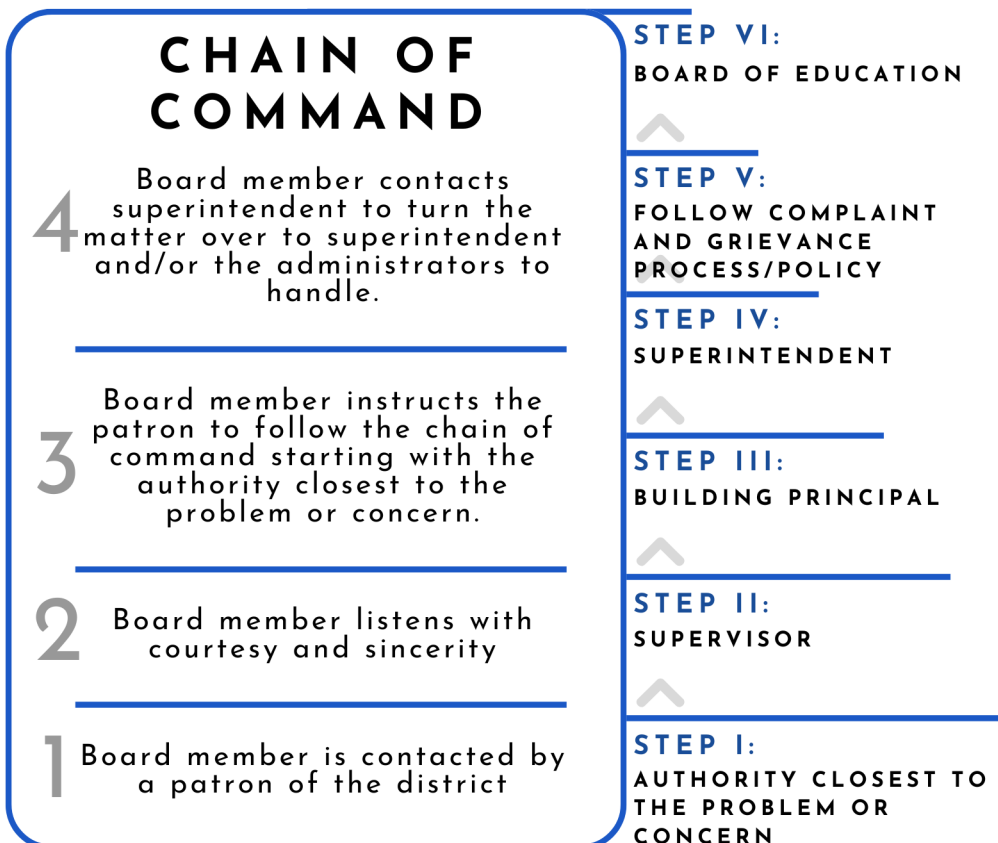 CHAIN OF
COMMAND
4
Board member contacts
superintendent to turn the
matter over to superintendent
and/or the administrators to
handle.
3
Board member instructs the
patron to follow the chain of
command starting with the
authority closest to the
problem or concern.
2
Board member listens with
courtesy and sincerity
1
Board member is contacted by
a patron of the district
STEP VI:
BOARD OF EDUCATION
STEP V:
FOLLOW COMPLAINT
AND GRIEVANCE
PROCESS/POLICY
STEP IV:
SUPERINTENDENT
STEP III:
BUILDING PRINCIPAL
STEP II:
SUPERVISOR
STEP I:
AUTHORITY CLOSEST TO
THE PROBLEM OR
CONCERN